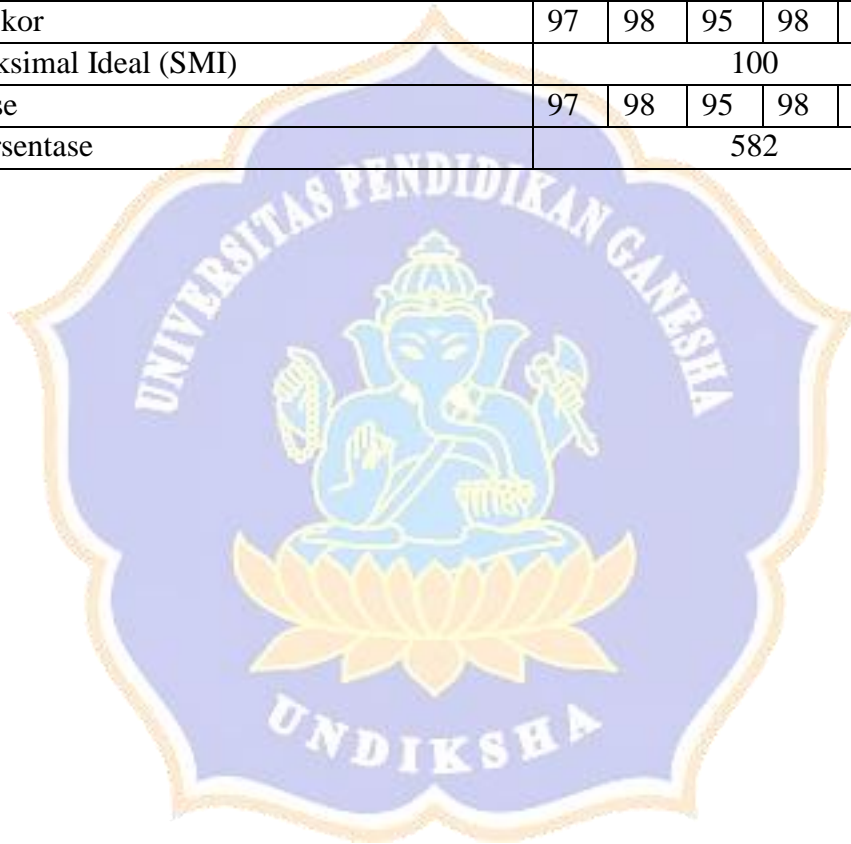 kor 97 98 95 98
ksimal Ideal (SMI) 100
se 97 98 95 98
rsentase 582
UNIVERSITAS PENDIDIKAN GANESHA
UNDIKSHA